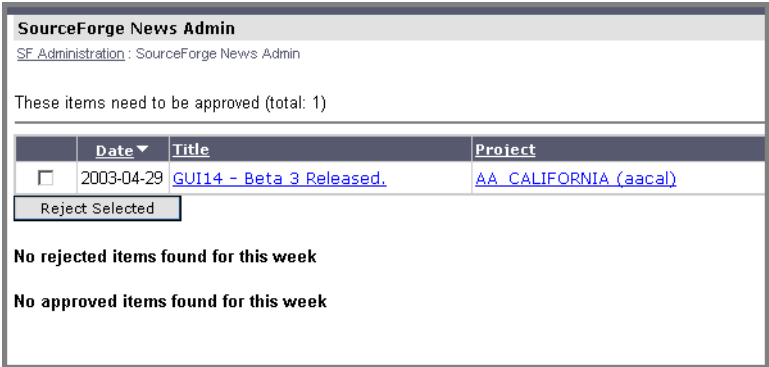 SourceForge News Admin
SF Administration : SourceForge News Admin
These items need to be approved (total: 1)
Date Title Project
2003-04-29 GUI14 - Beta 3 Released. AA CALIFORNIA (aacal)
Reject Selected
No rejected items found for this week
No approved items found for this week